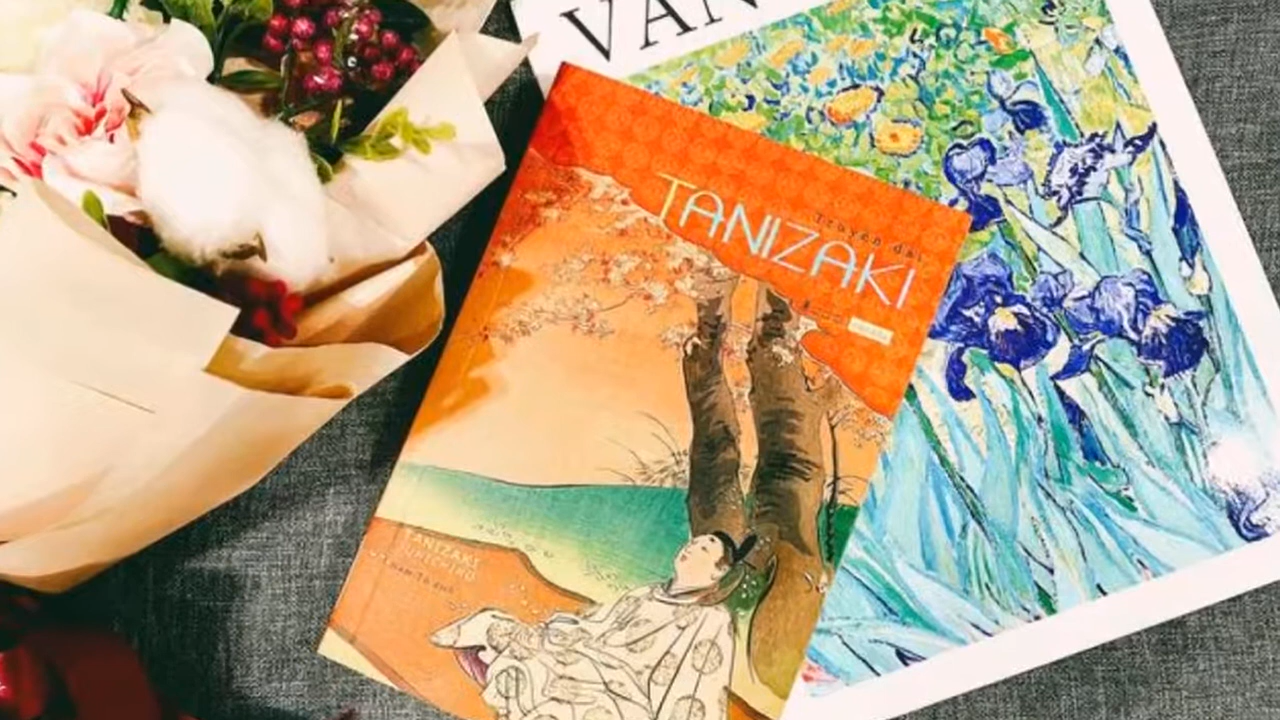 VAN
Truyện dài
TANIZAKI
TANIZAKI
JUNICHIRO